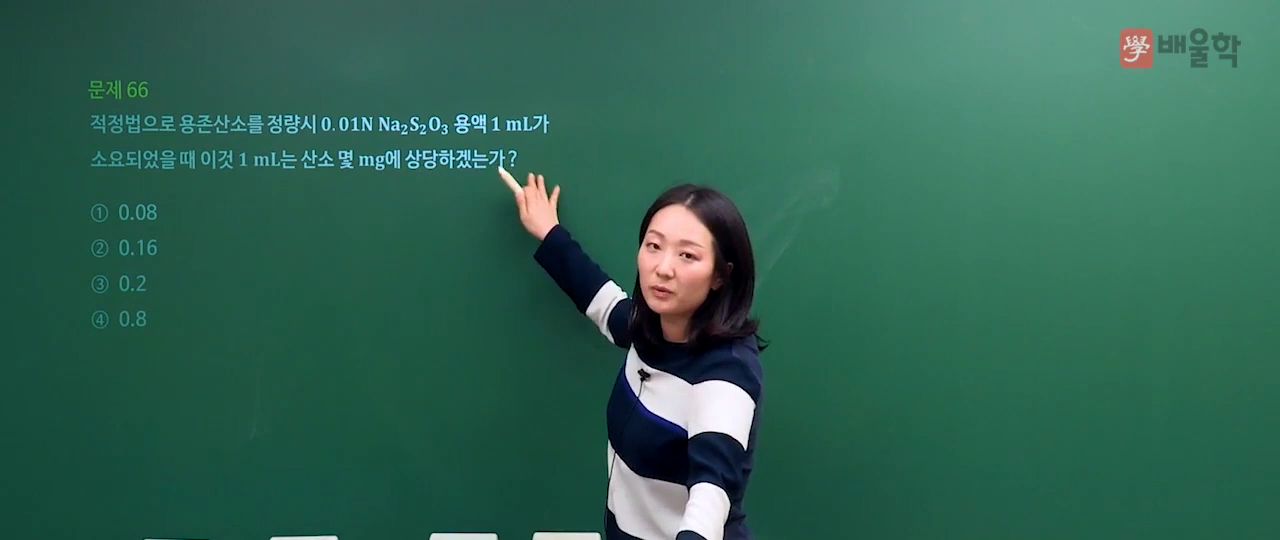 學 배울학
문제 66
적정법으로 용존산소를 정량시 0.01N Na₂S₂O₃ 용액 1 mL가
소요되었을 때 이것 1 mL는 산소 몇 mg에 상당하겠는가?
① 0.08
② 0.16
③ 0.2
④ 0.8